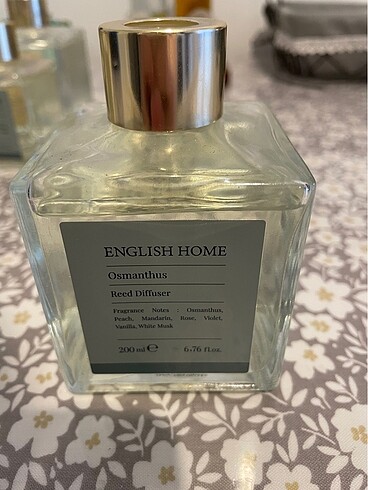 ENGLISH HOME
Osmanthus
Reed Diffuser
Fragrance Notes : Osmanthus,
Peach, Mandarin, Rose, Violet,
Vanilla, White Musk
200 ml ℮ 6.76 fl.oz.